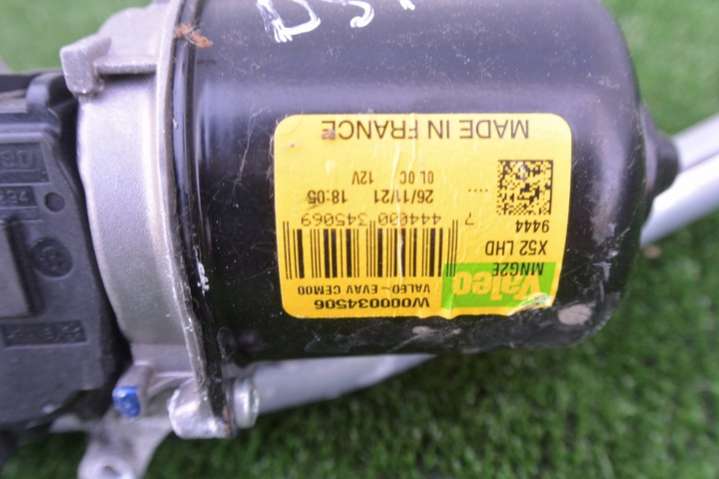 Valeo
W000034506
VALEO-EVAV CEM00
MNG2E
X52 LHD
9444
7 444000 345069
26/11/21 18:05
0L 0C 12V
MADE IN FRANCE